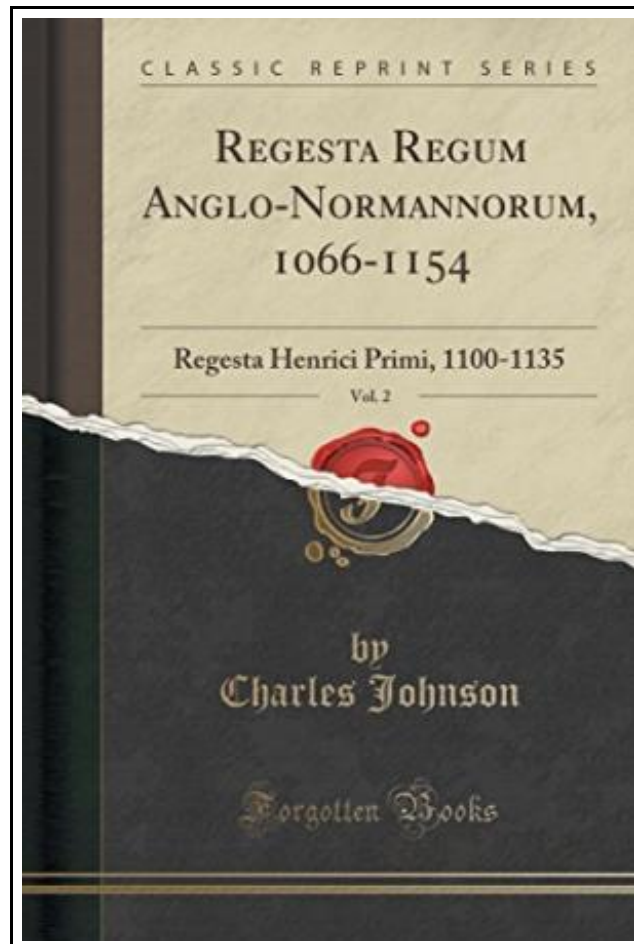 CLASSIC REPRINT SERIES
REGESTA REGUM
ANGLO-NORMANNORUM,
1066-1154
Regesta Henrici Primi, 1100-1135
Vol. 2
F
by
Charles Johnson
Forgotten Books